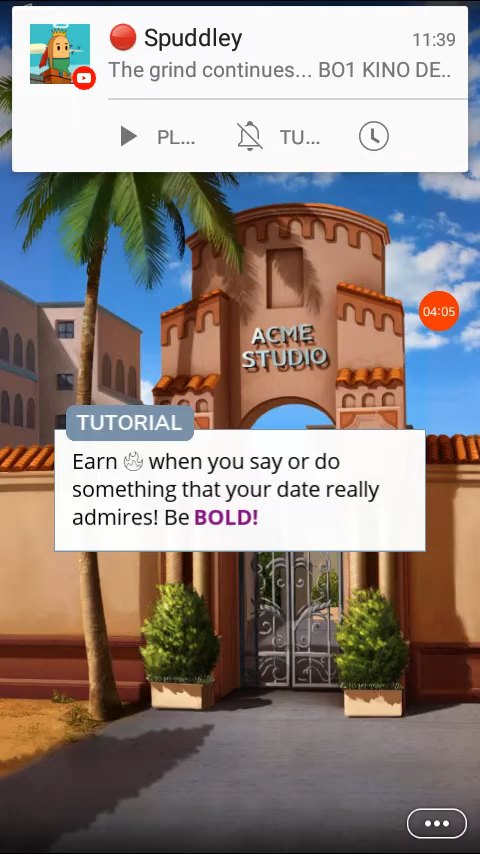 🔴 Spuddley 11:39
The grind continues... BO1 KINO DE..
PL... TU...
04:05
ACME
STUDIO
TUTORIAL
Earn 🔥 when you say or do
something that your date really
admires! Be BOLD!